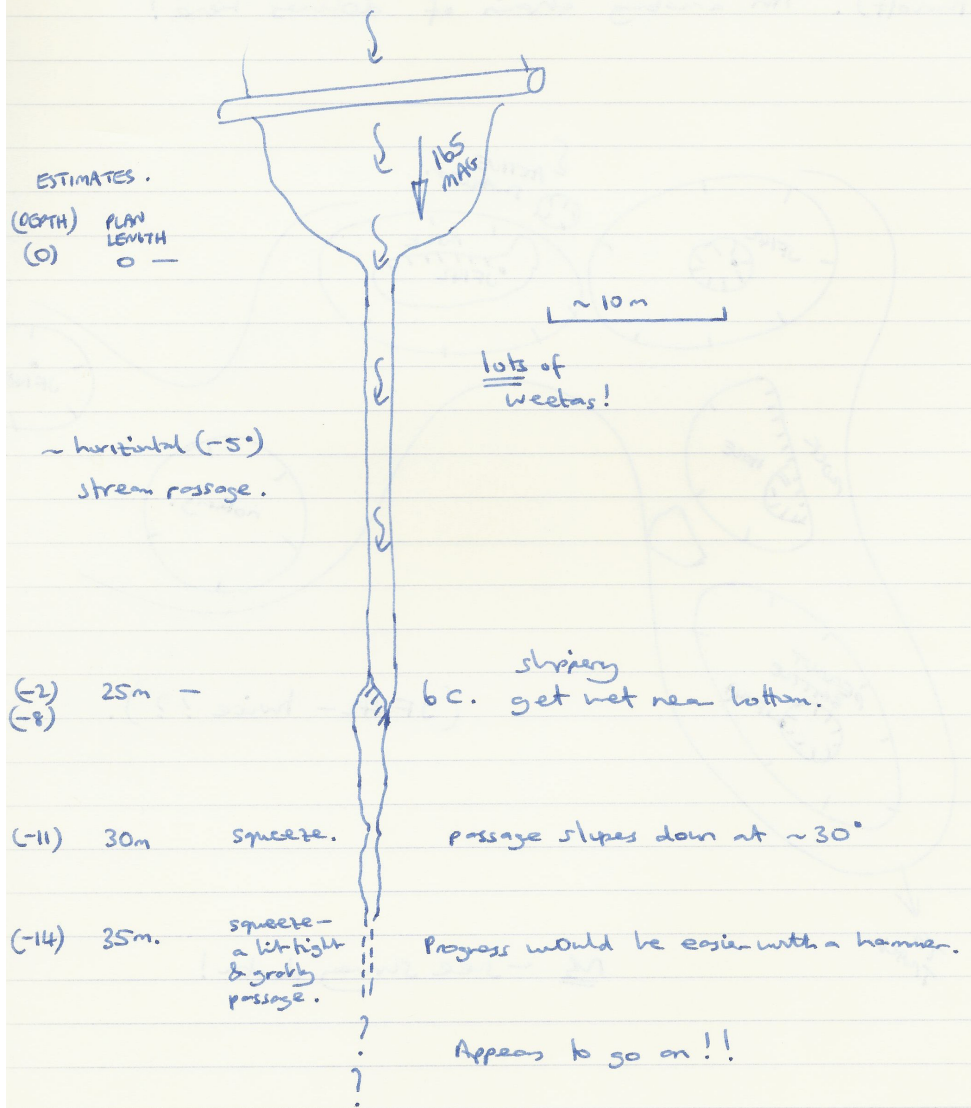 165
MAG
ESTIMATES.
(DEPTH) PLAN
LENGTH
(0) 0 —
~ 10 m
lots of
weetas!
~ horizontal (-5°)
stream passage.
slippery
(-2) 25m — 6 C. get wet near bottom.
(-8)
(-11) 30m squeeze. passage slopes down at ~30°
squeeze -
(-14) 35m. a bit tight Progress would be easier with a hammer.
& grotty
passage.
?
Appears to go on!!
?